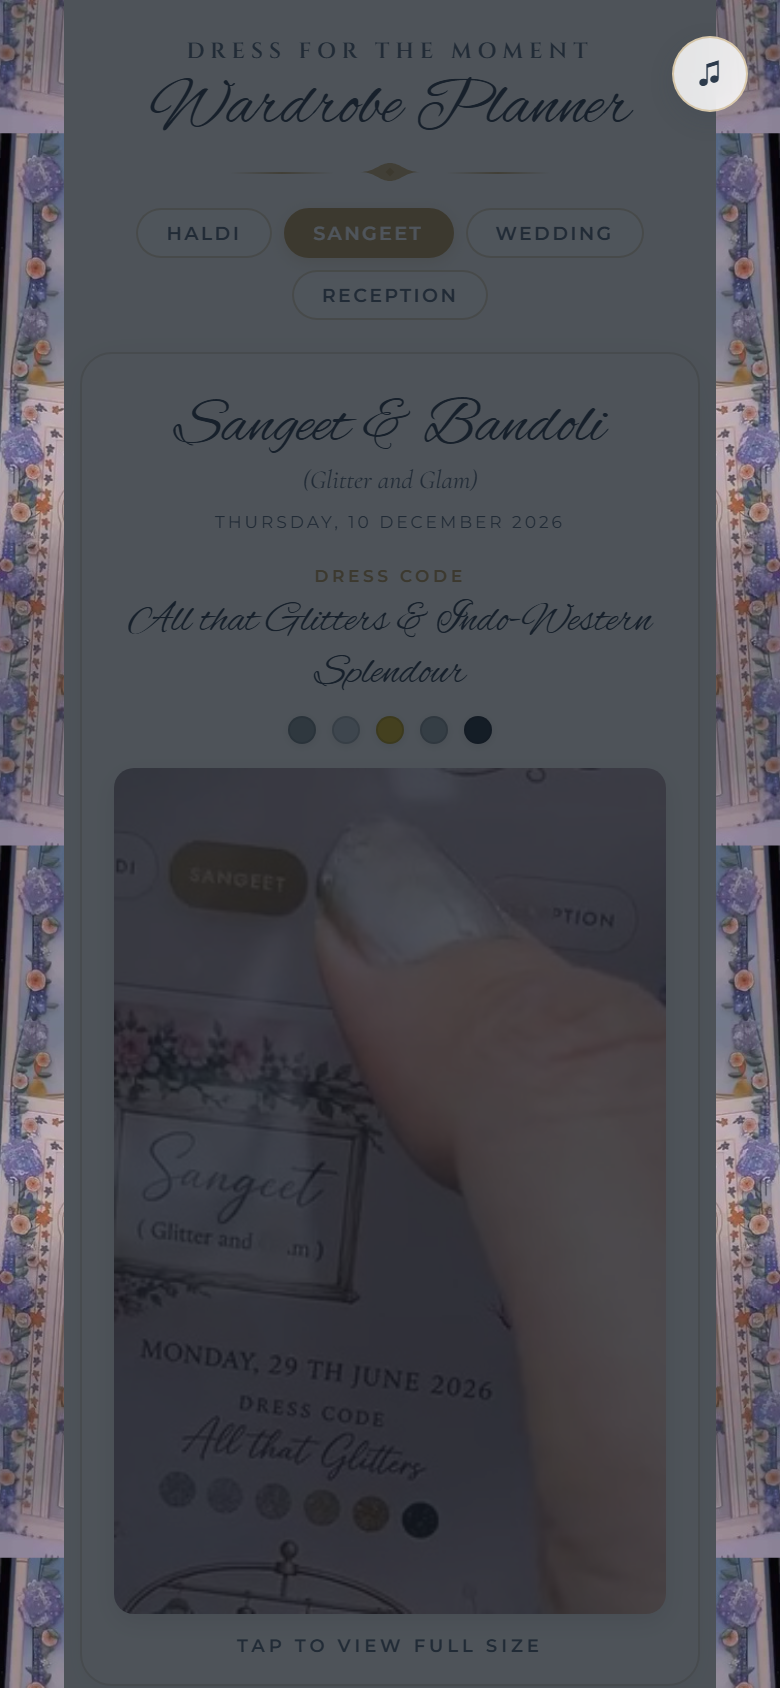 DRESS FOR THE MOMENT
Wardrobe Planner
HALDI SANGEET WEDDING
RECEPTION
Sangeet & Bandoli
(Glitter and Glam)
THURSDAY, 10 DECEMBER 2026
DRESS CODE
All that Glitters & Indo-Western
Splendour
DI SANGEET PTION
Sangeet
( Glitter and m )
MONDAY, 29 TH JUNE 2026
DRESS CODE
All that Glitters
TAP TO VIEW FULL SIZE